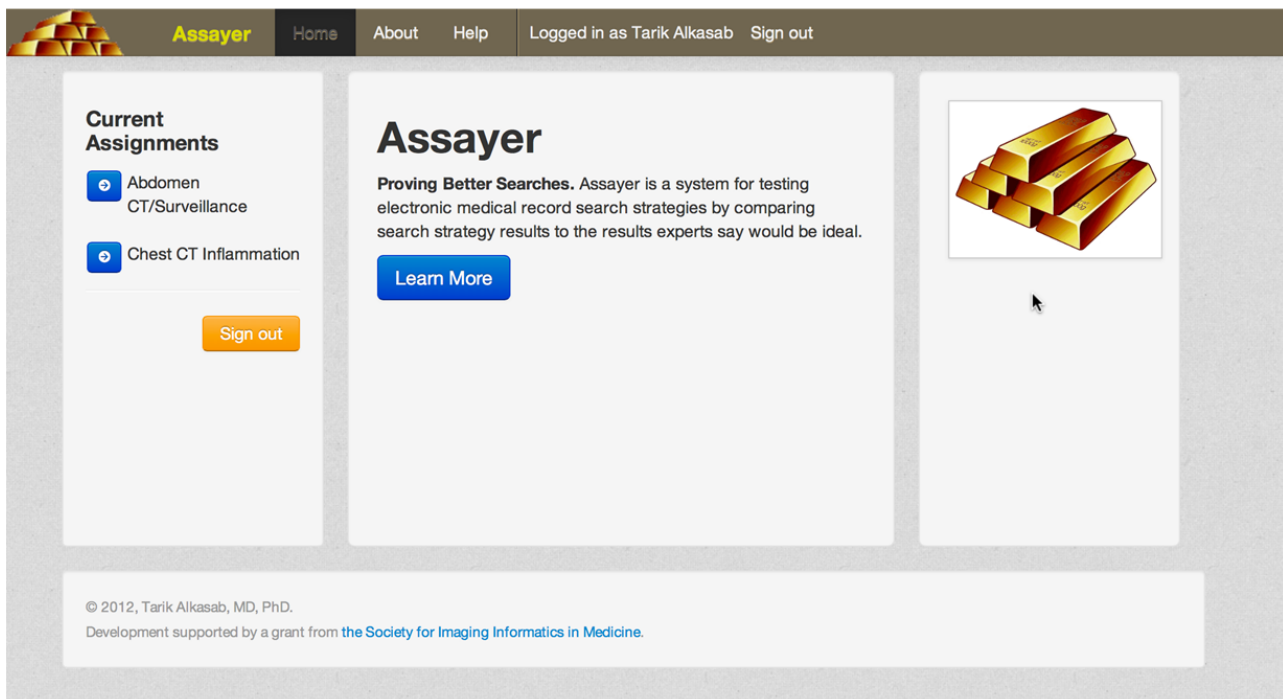 Assayer Home About Help Logged in as Tarik Alkasab Sign out
Current
Assignments
Abdomen
CT/Surveillance
Chest CT Inflammation
Sign out
Assayer
Proving Better Searches. Assayer is a system for testing
electronic medical record search strategies by comparing
search strategy results to the results experts say would be ideal.
Learn More
© 2012, Tarik Alkasab, MD, PhD.
Development supported by a grant from the Society for Imaging Informatics in Medicine.